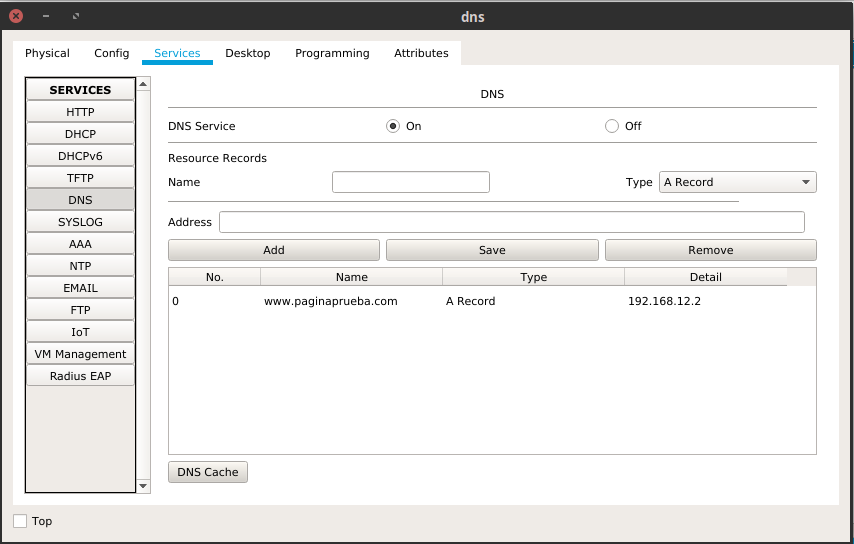 dns
Physical Config Services Desktop Programming Attributes
SERVICES
HTTP
DHCP
DHCPv6
TFTP
DNS
SYSLOG
AAA
NTP
EMAIL
FTP
IoT
VM Management
Radius EAP
DNS
DNS Service On Off
Resource Records
Name Type A Record
Address
Add Save Remove
No. Name Type Detail
0 www.paginaprueba.com A Record 192.168.12.2
DNS Cache
Top